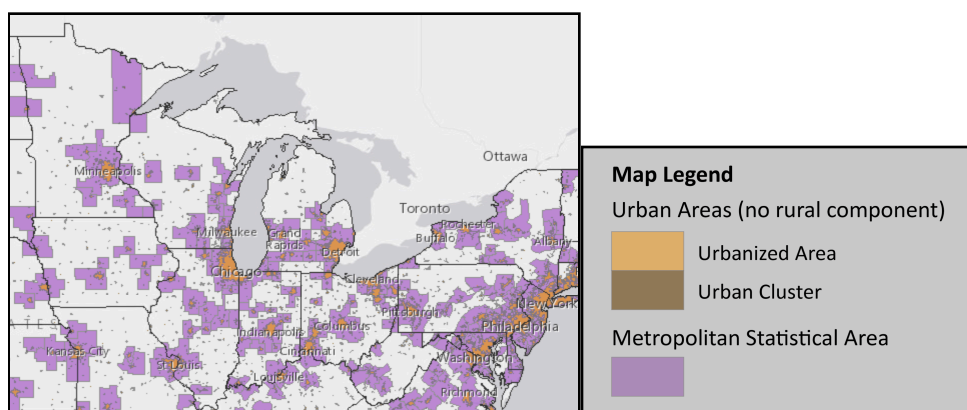 Ottawa
Minneapolis
Toronto
Milwaukee
Grand
Rapids
Rochester
Buffalo
Albany
Detroit
Chicago
Cleveland
New York
Pittsburgh
Philadelphia
TES
Indianapolis
Columbus
Kansas City
St Louis
Cincinnati
Washington
Louisville
Richmond
Map Legend
Urban Areas (no rural component)
Urbanized Area
Urban Cluster
Metropolitan Statistical Area